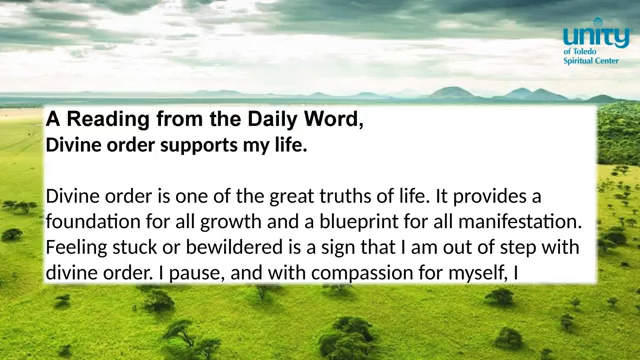 unity
of Toledo
Spiritual Center
A Reading from the Daily Word,
Divine order supports my life.
Divine order is one of the great truths of life. It provides a
foundation for all growth and a blueprint for all manifestation.
Feeling stuck or bewildered is a sign that I am out of step with
divine order. I pause, and with compassion for myself, I